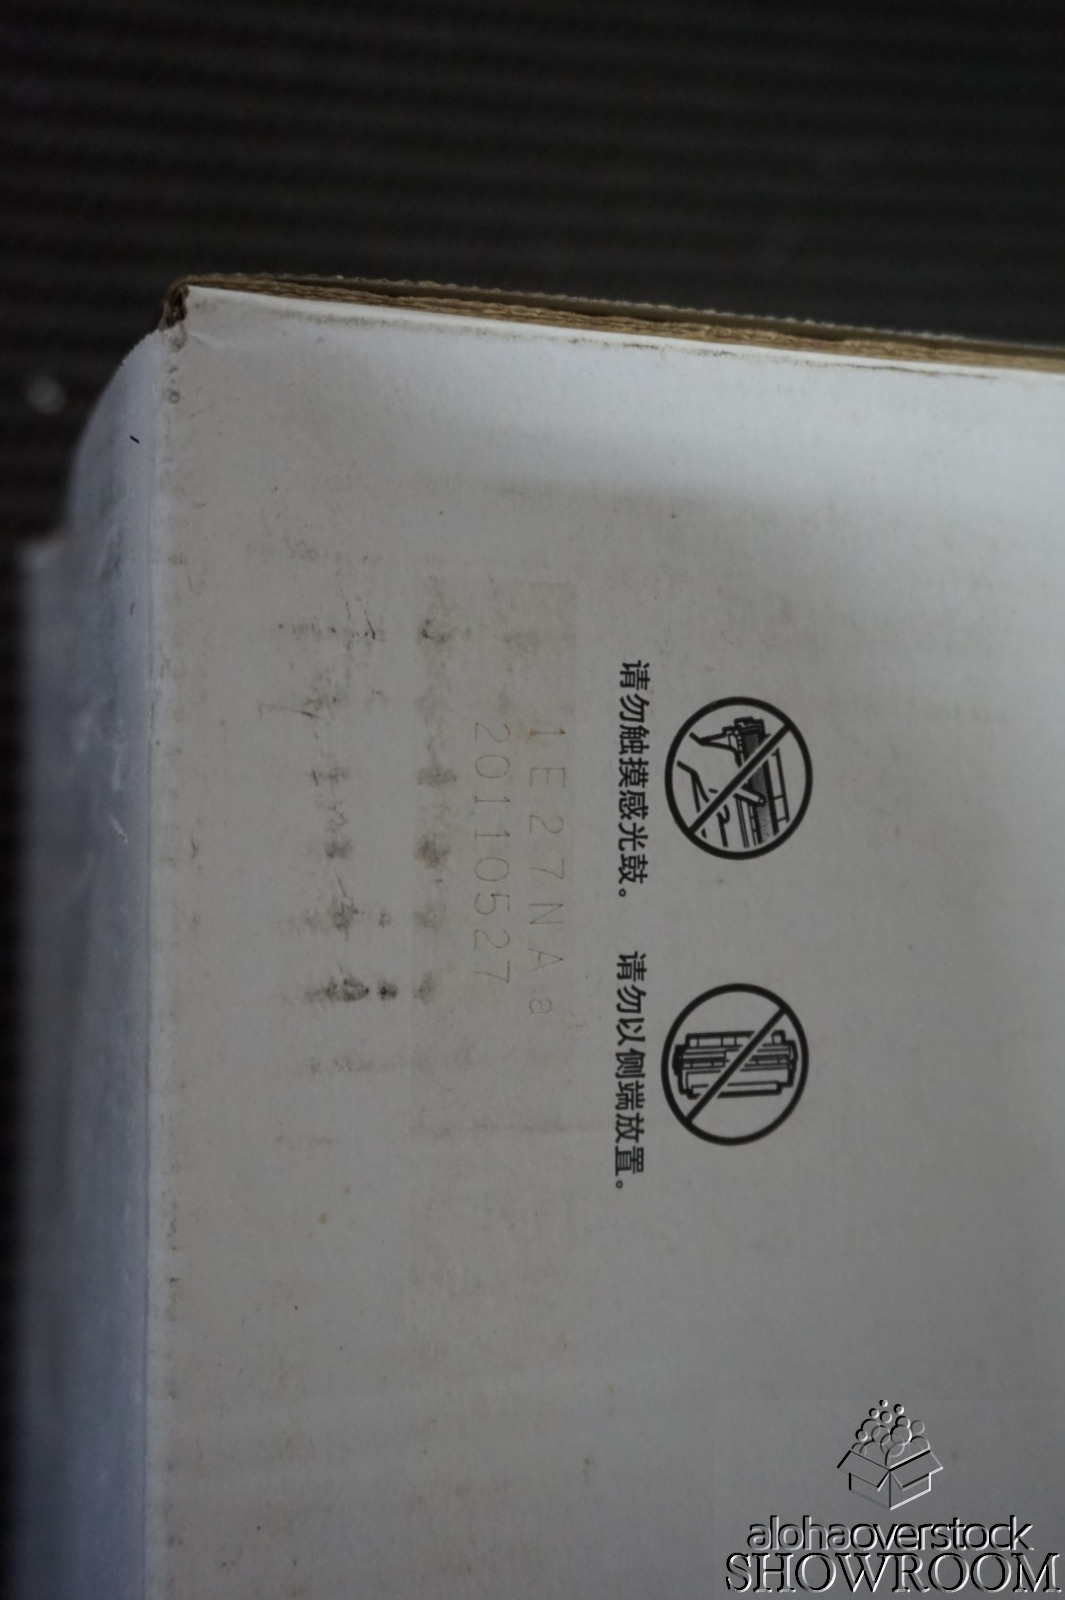 请勿触摸感光鼓。
请勿以侧端放置。
1E27NA a
20110527
alohaoverstock
SHOWROOM